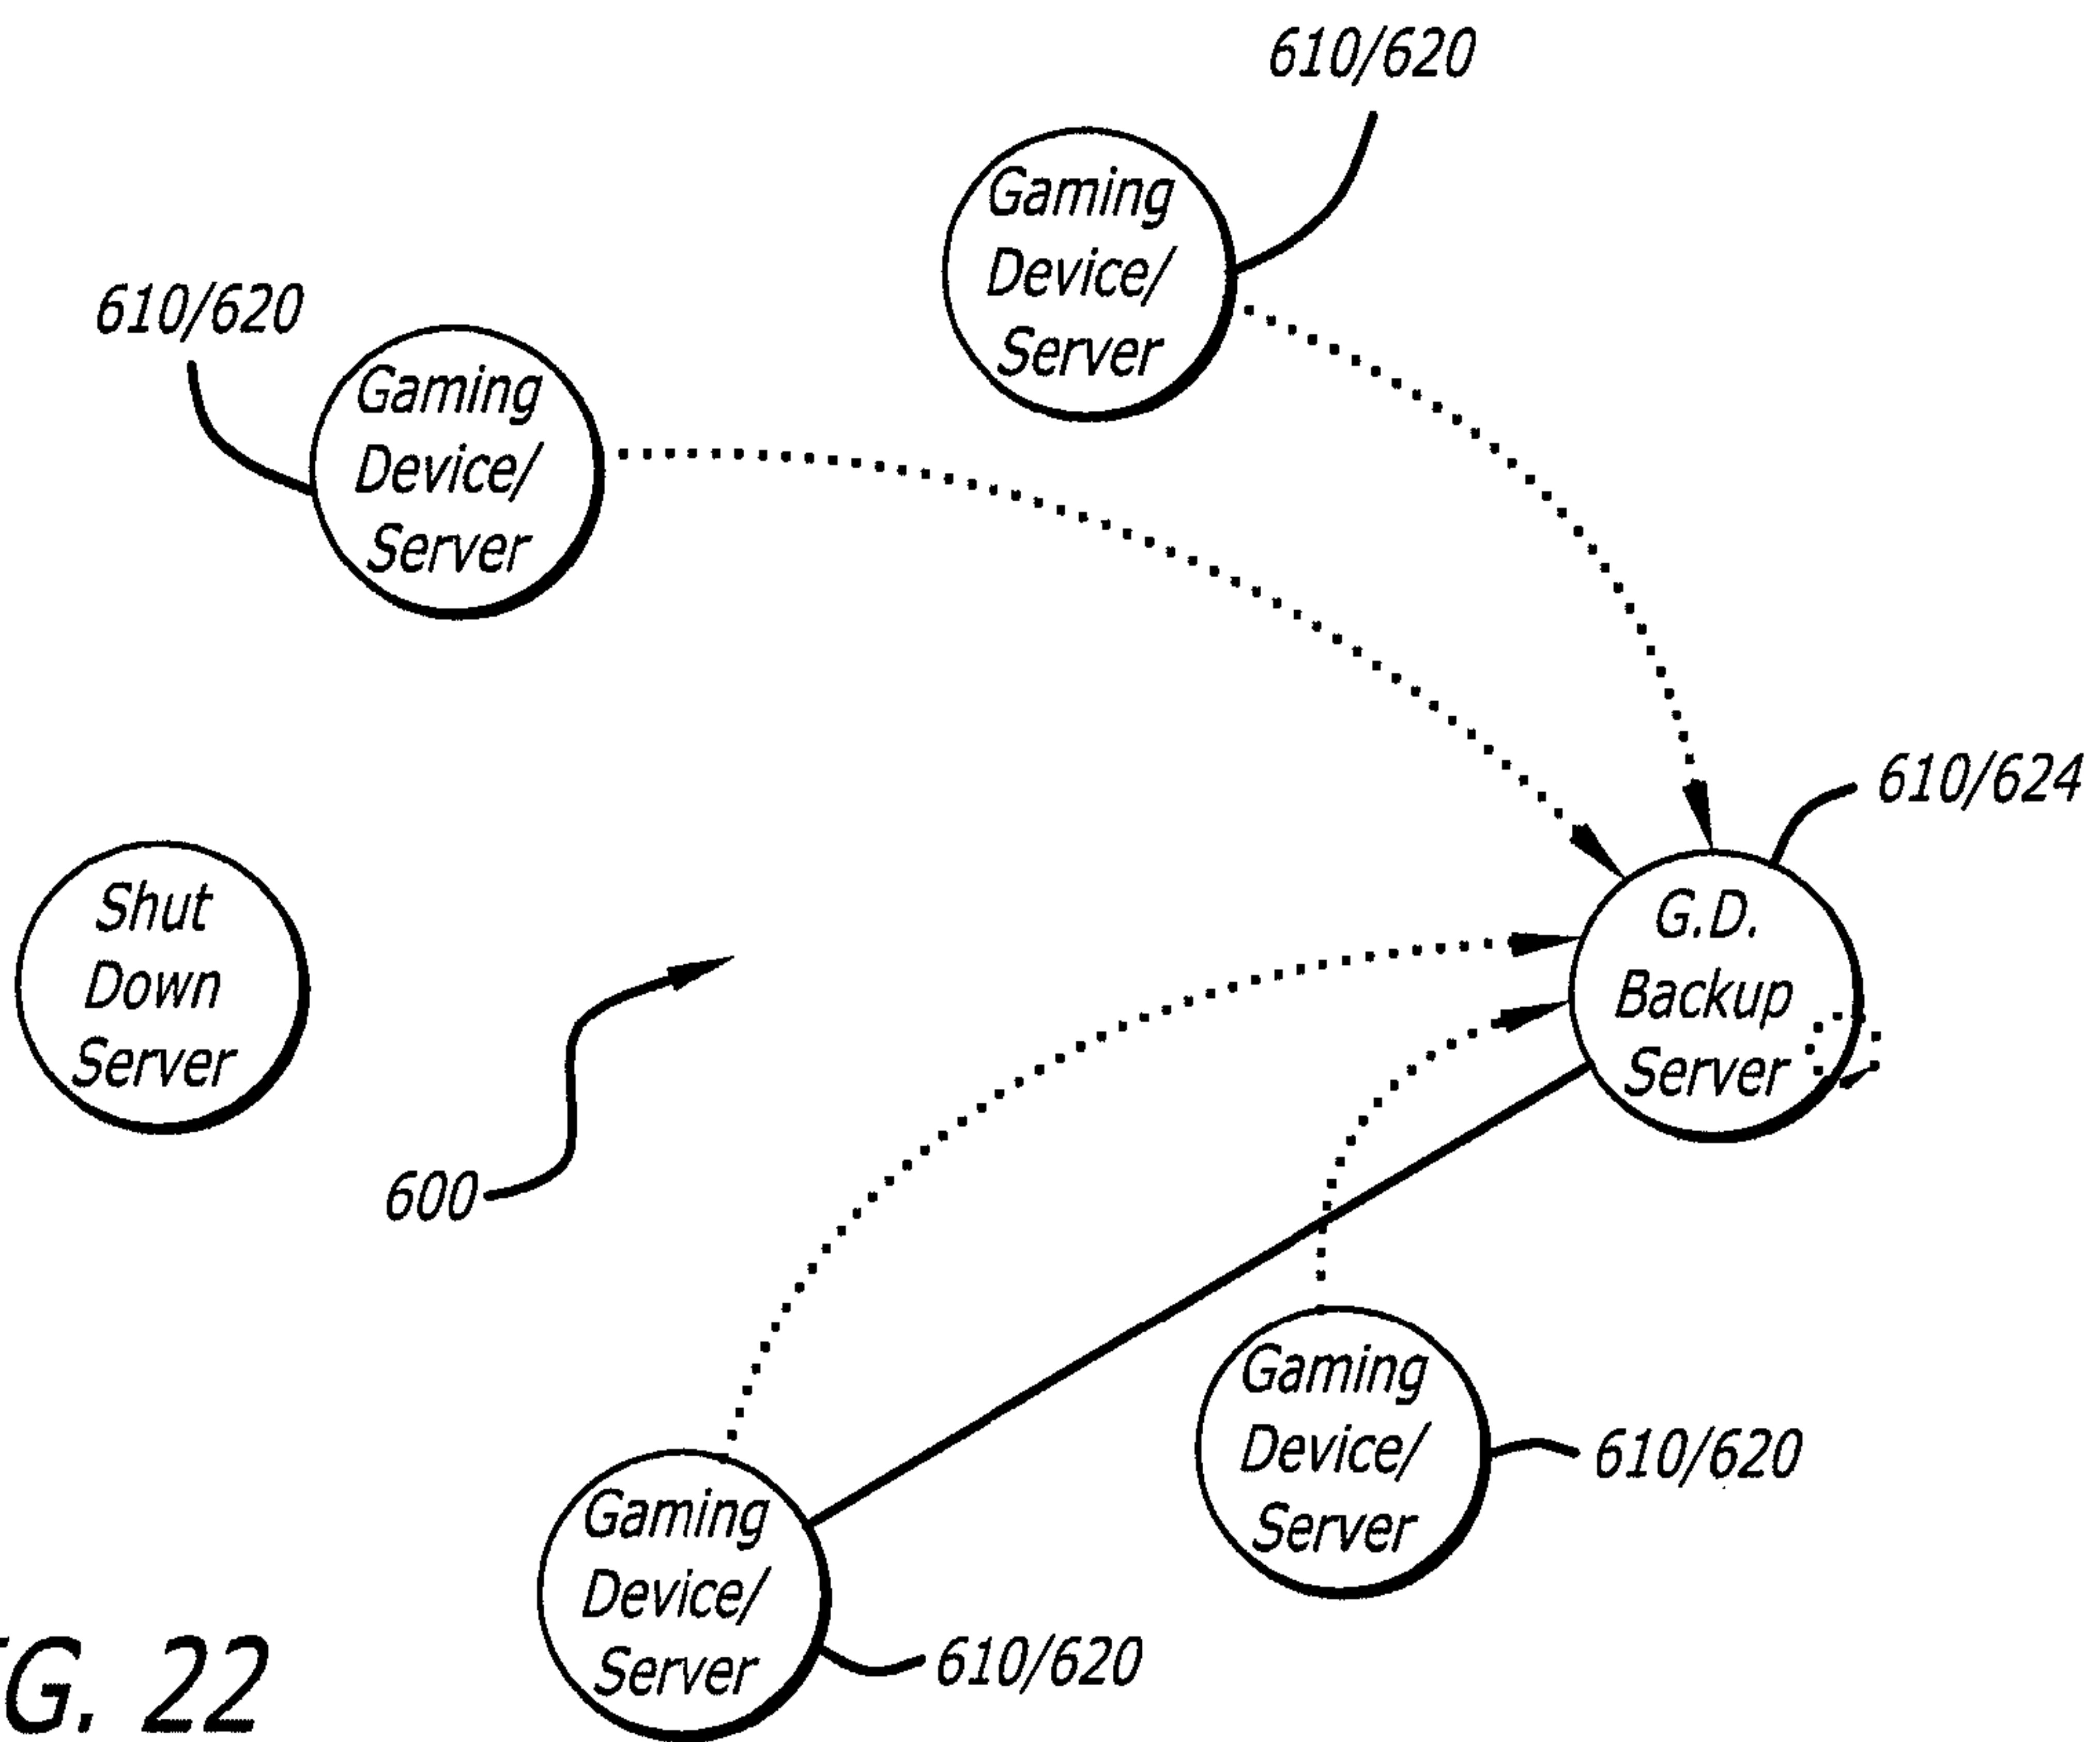 610/620
Gaming
Device/
Server
610/620
Gaming
Device/
Server
610/624
G.D.
Backup
Server
Shut
Down
Server
600
Gaming
Device/
Server
610/620
Gaming
Device/
Server
610/620
G. 22